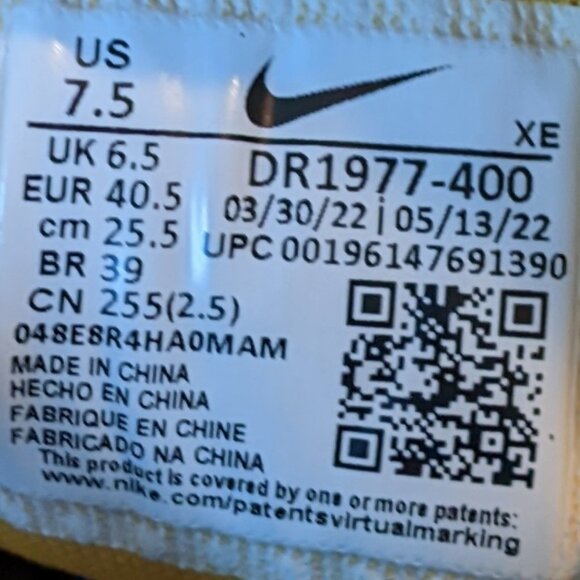 US
7.5
XE
UK 6.5
DR1977-400
EUR 40.5
03/30/22 | 05/13/22
cm 25.5
UPC 00196147691390
BR 39
CN 255(2.5)
048E8R4HA0MAM
MADE IN CHINA
HECHO EN CHINA
FABRIQUE EN CHINE
FABRICADO NA CHINA
This product is covered by one or more patents:
www.nike.com/patentsvirtualmarking